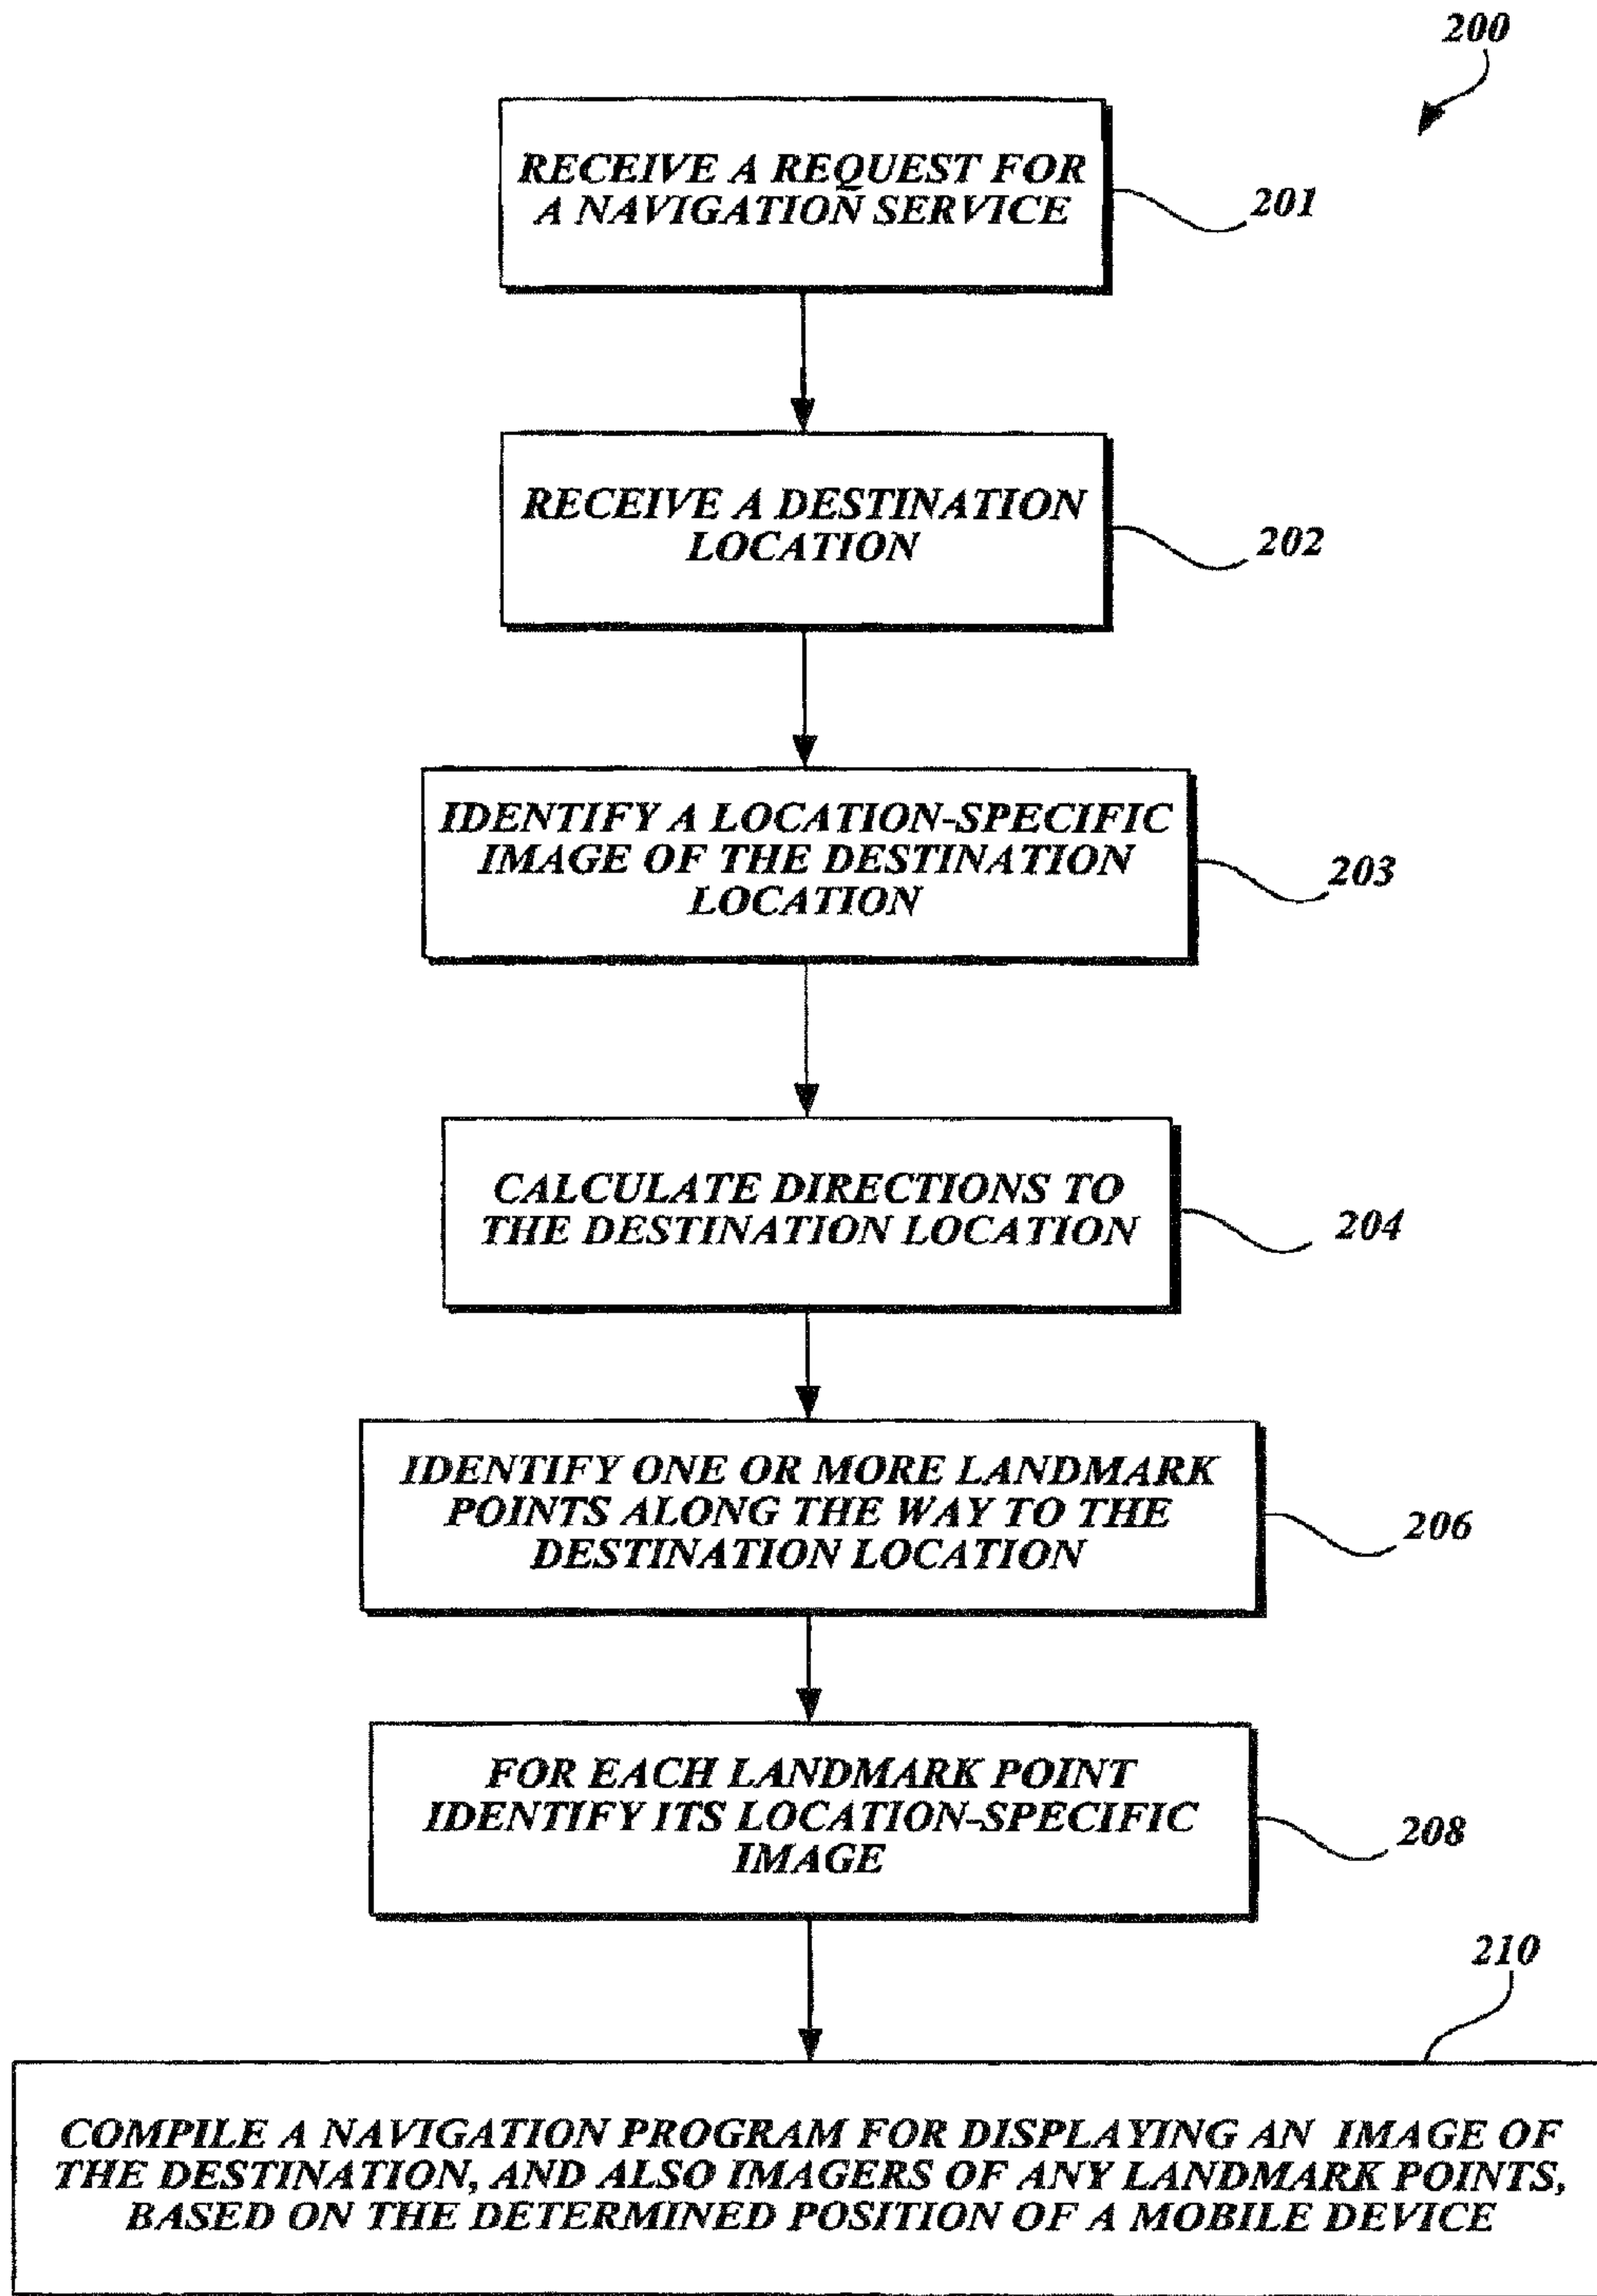 200
RECEIVE A REQUEST FOR
A NAVIGATION SERVICE
201
RECEIVE A DESTINATION
LOCATION
202
IDENTIFY A LOCATION-SPECIFIC
IMAGE OF THE DESTINATION
LOCATION
203
CALCULATE DIRECTIONS TO
THE DESTINATION LOCATION
204
IDENTIFY ONE OR MORE LANDMARK
POINTS ALONG THE WAY TO THE
DESTINATION LOCATION
206
FOR EACH LANDMARK POINT
IDENTIFY ITS LOCATION-SPECIFIC
IMAGE
208
210
COMPILE A NAVIGATION PROGRAM FOR DISPLAYING AN IMAGE OF
THE DESTINATION, AND ALSO IMAGERS OF ANY LANDMARK POINTS,
BASED ON THE DETERMINED POSITION OF A MOBILE DEVICE